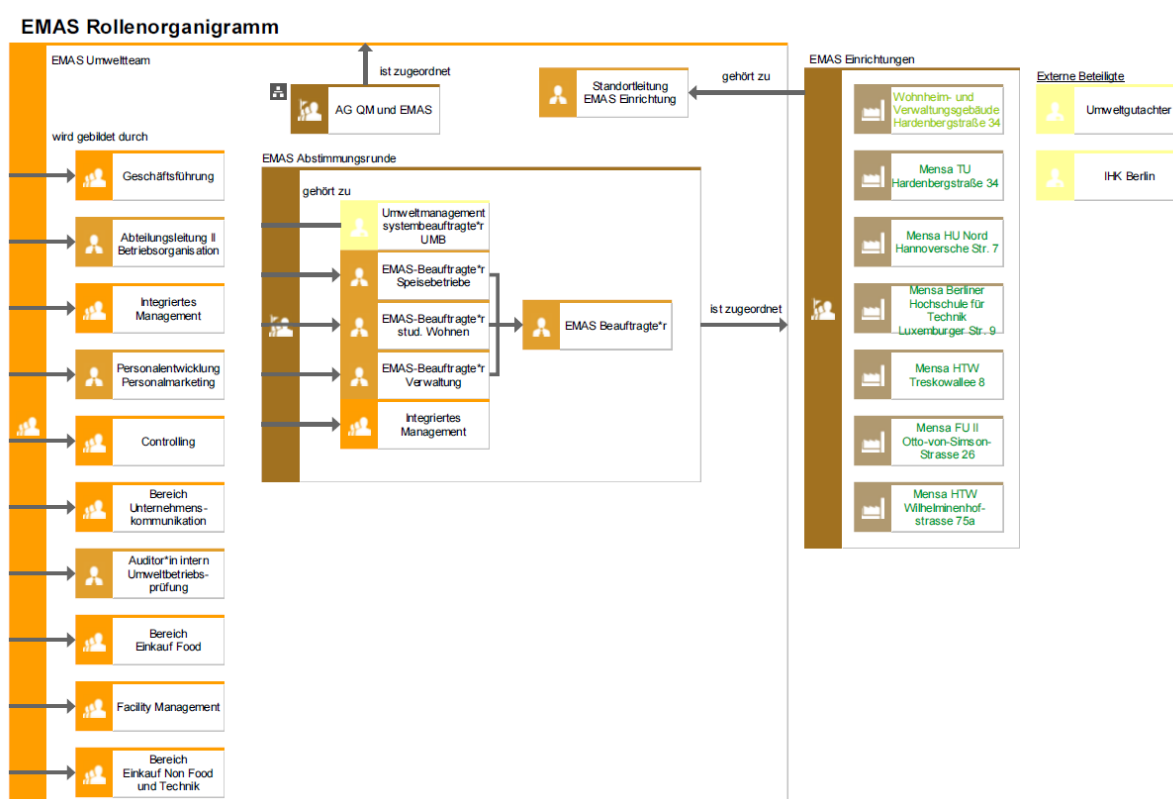 EMAS Rollenorganigramm
EMAS Umweltteam
ist zugeordnet
AG QM und EMAS
wird gebildet durch
Geschäftsführung
Abteilungsleitung II
Betriebsorganisation
Integriertes
Management
Personalentwicklung
Personalmarketing
Controlling
Bereich
Unternehmens-
kommunikation
Auditor*in intern
Umweltbetriebs-
prüfung
Bereich
Einkauf Food
Facility Management
Bereich
Einkauf Non Food
und Technik
EMAS Abstimmungsrunde
gehört zu
Umweltmanagement
systembeauftragte*r
UMB
EMAS-Beauftragte*r
Speisebetriebe
EMAS-Beauftragte*r
stud. Wohnen
EMAS-Beauftragte*r
Verwaltung
Integriertes
Management
EMAS Beauftragte*r
ist zugeordnet
Standortleitung
EMAS Einrichtung
gehört zu
EMAS Einrichtungen
Wohnheim- und
Verwaltungsgebäude
Hardenbergstraße 34
Mensa TU
Hardenbergstraße 34
Mensa HU Nord
Hannoversche Str. 7
Mensa Berliner
Hochschule für
Technik
Luxemburger Str. 9
Mensa HTW
Treskowallee 8
Mensa FU II
Otto-von-Simson-
Strasse 26
Mensa HTW
Wilhelminenhof-
strasse 75a
Externe Beteiligte
Umweltgutachter
IHK Berlin